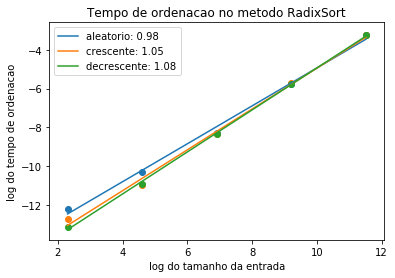 Tempo de ordenacao no metodo RadixSort
aleatorio: 0.98
crescente: 1.05
decrescente: 1.08
log do tempo de ordenacao
−4
−6
−8
−10
−12
2
4
6
8
10
12
log do tamanho da entrada